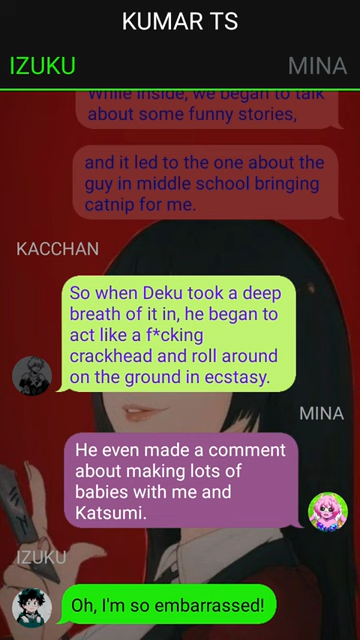 KUMAR TS
IZUKU
MINA
While inside, we began to talk
about some funny stories,
and it led to the one about the
guy in middle school bringing
catnip for me.
KACCHAN
So when Deku took a deep
breath of it in, he began to
act like a f*cking
crackhead and roll around
on the ground in ecstasy.
MINA
He even made a comment
about making lots of
babies with me and
Katsumi.
IZUKU
Oh, I'm so embarrassed!